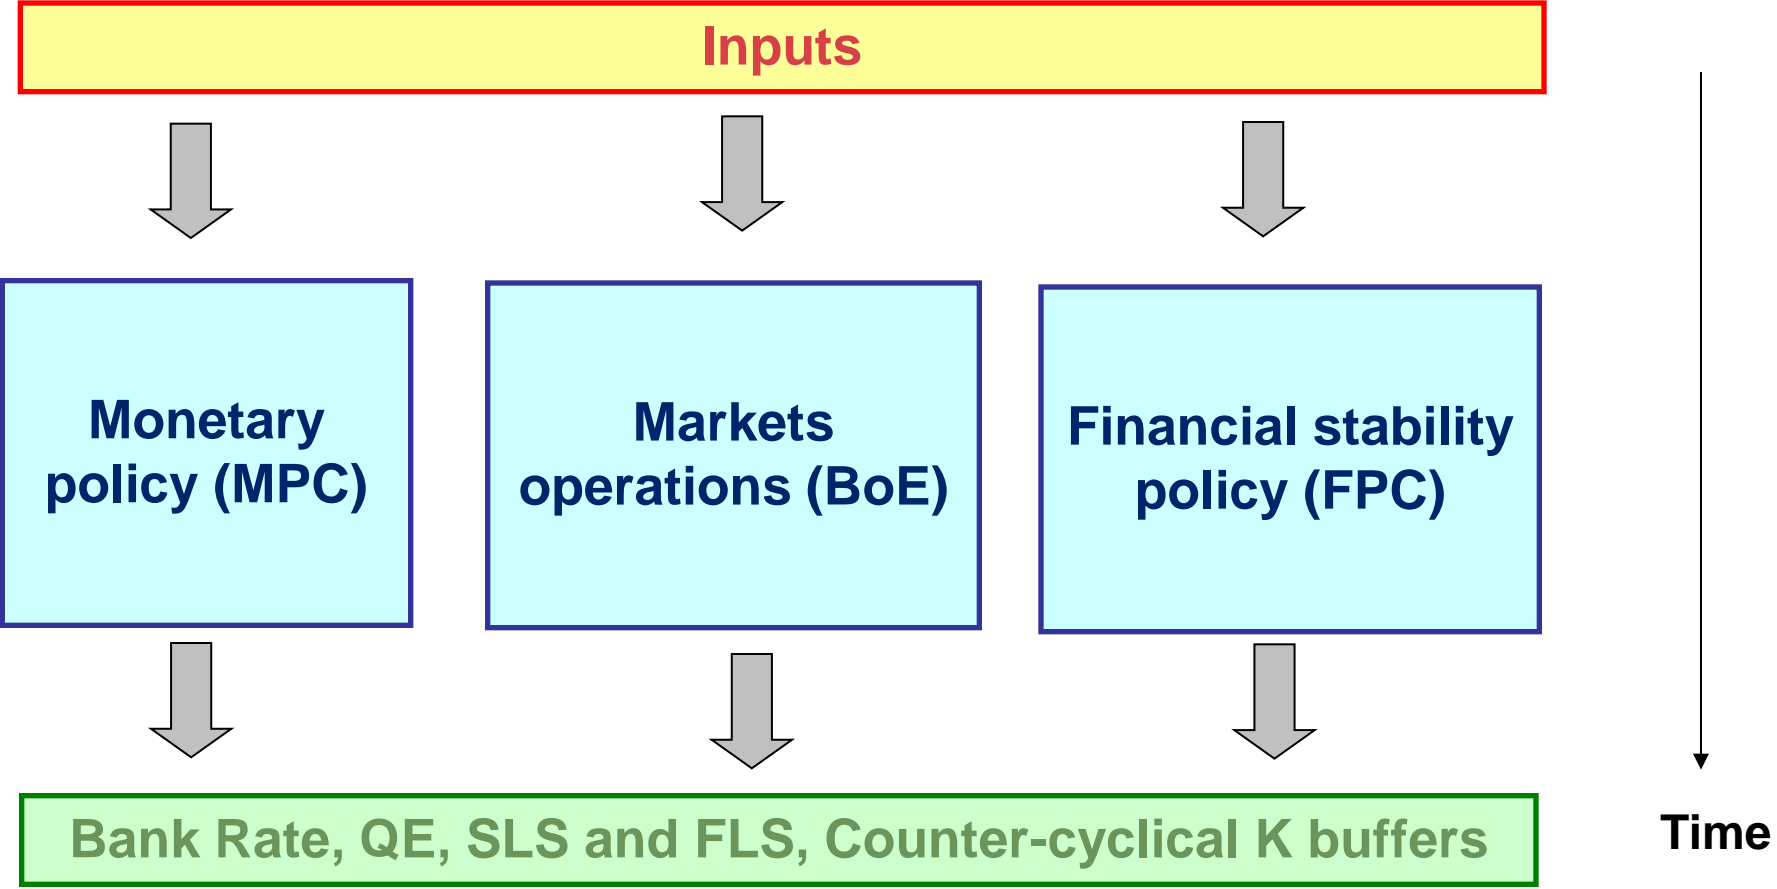 Inputs
Monetary
policy (MPC)
Markets
operations (BoE)
Financial stability
policy (FPC)
Bank Rate, QE, SLS and FLS, Counter-cyclical K buffers
Time